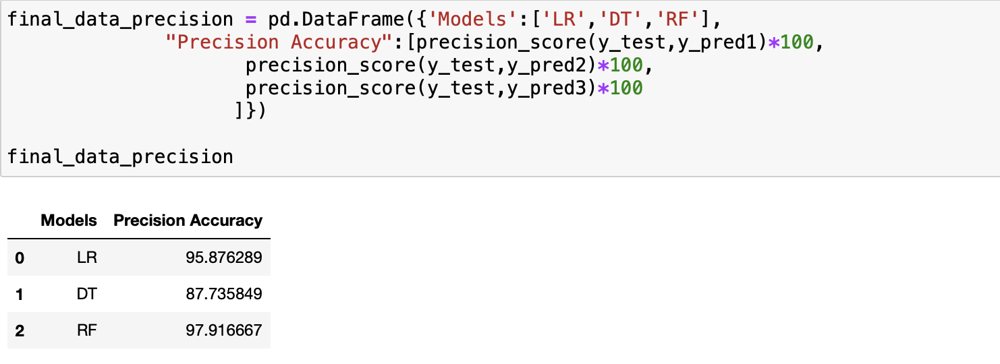 final_data_precision = pd.DataFrame({'Models':['LR','DT','RF'],
"Precision Accuracy":[precision_score(y_test,y_pred1)*100,
precision_score(y_test,y_pred2)*100,
precision_score(y_test,y_pred3)*100
]})
final_data_precision
Models Precision Accuracy
0 LR 95.876289
1 DT 87.735849
2 RF 97.916667